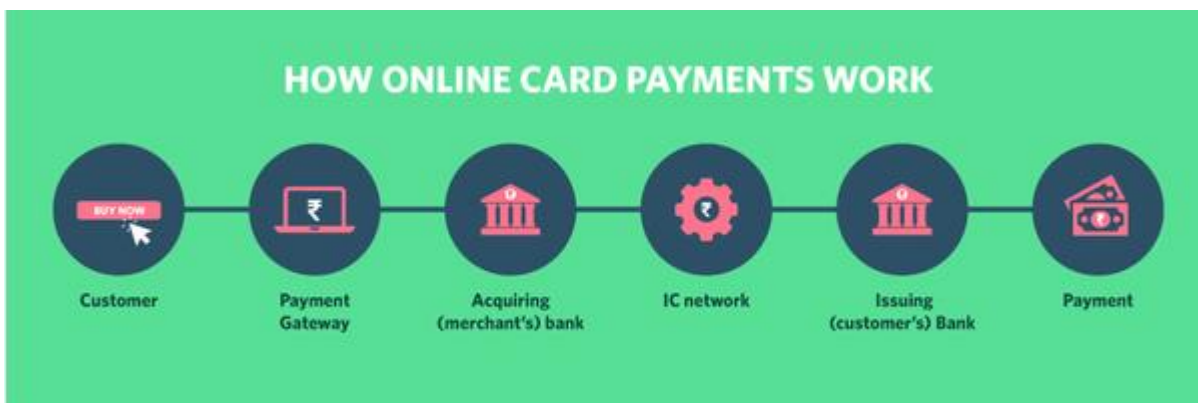 HOW ONLINE CARD PAYMENTS WORK
BUY NOW
₹
₹
₹
Customer
Payment
Gateway
Acquiring
(merchant's) bank
IC network
Issuing
(customer's) Bank
Payment